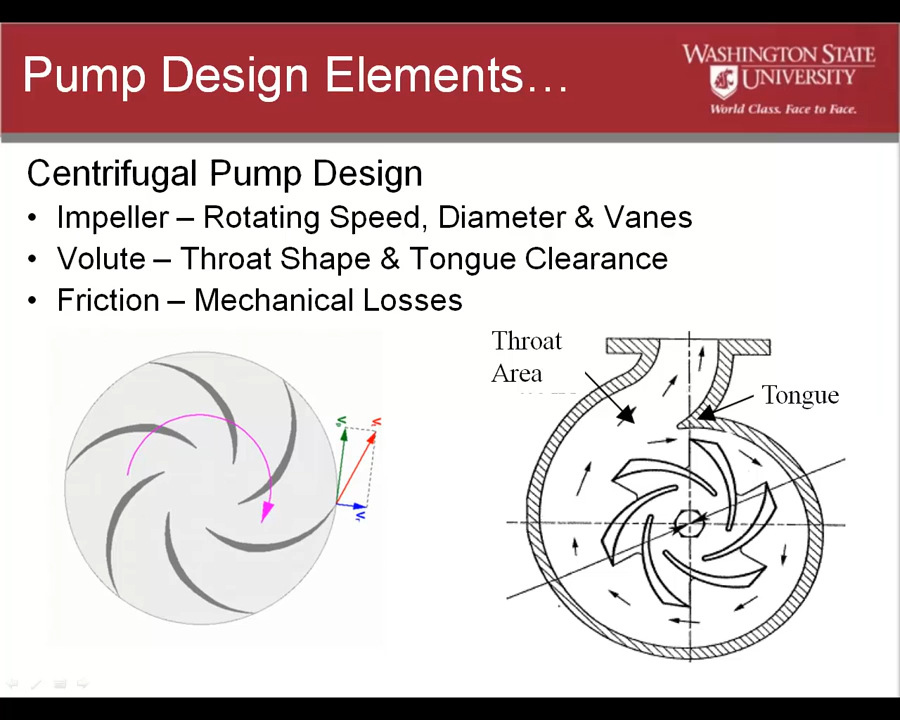 Pump Design Elements…
WASHINGTON STATE
UNIVERSITY
World Class. Face to Face.
Centrifugal Pump Design
• Impeller – Rotating Speed, Diameter & Vanes
• Volute – Throat Shape & Tongue Clearance
• Friction – Mechanical Losses
Throat
Area
Tongue